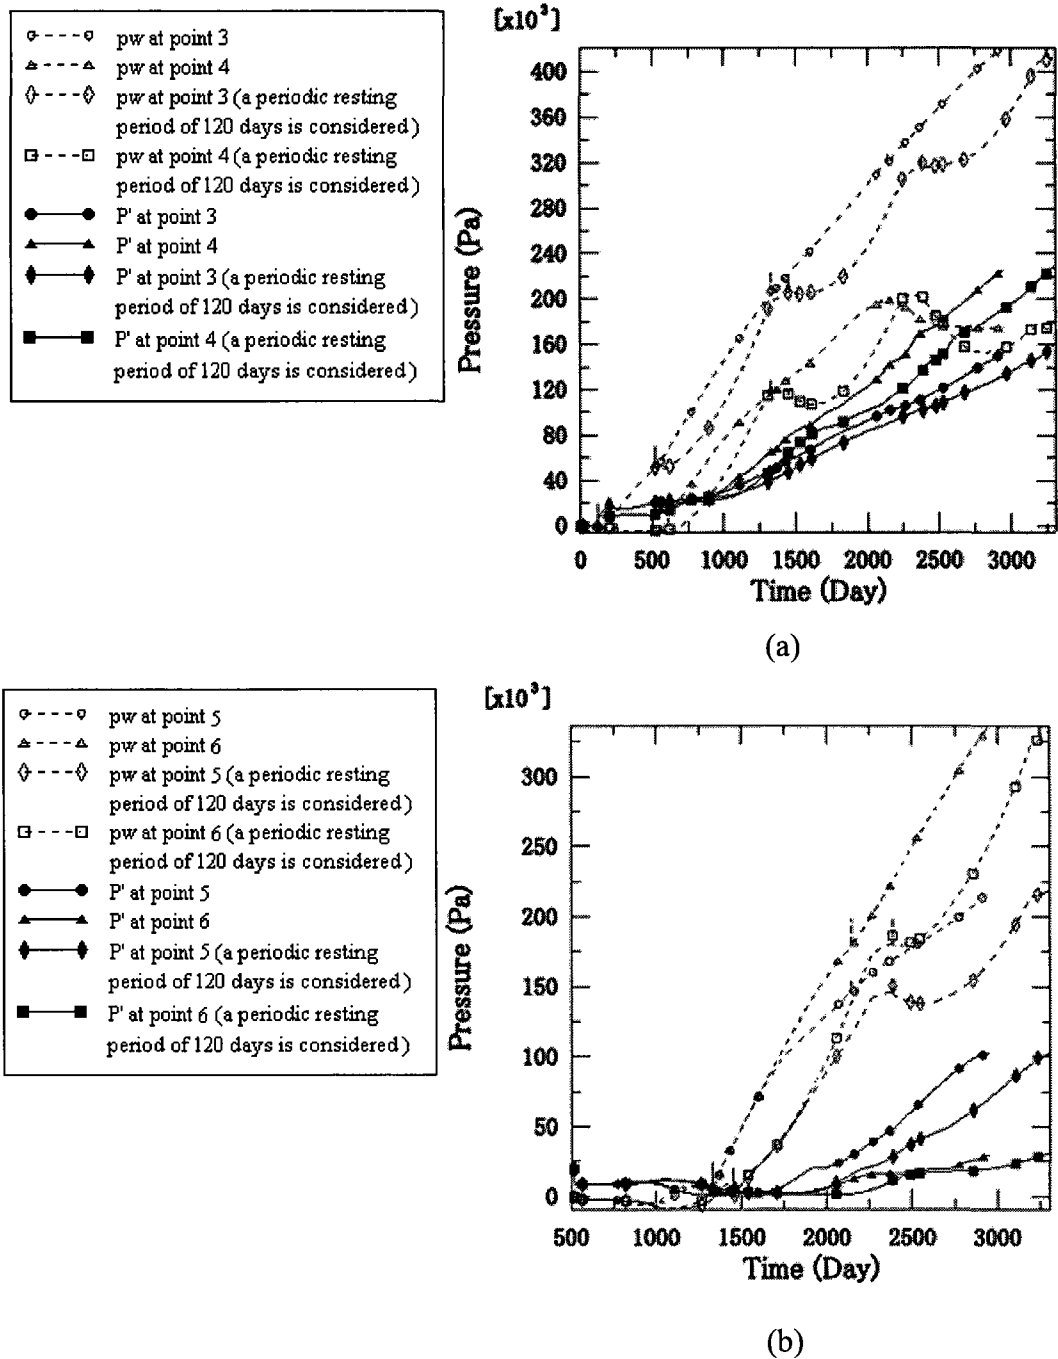 pw at point 3
pw at point 4
pw at point 3 (a periodic resting
period of 120 days is considered)
pw at point 4 (a periodic resting
period of 120 days is considered)
P' at point 3
P' at point 4
P' at point 3 (a periodic resting
period of 120 days is considered)
P' at point 4 (a periodic resting
period of 120 days is considered)
[x10³]
400
360
320
280
240
200
160
120
80
40
0
Pressure (Pa)
0 500 1000 1500 2000 2500 3000
Time (Day)
(a)
pw at point 5
pw at point 6
pw at point 5 (a periodic resting
period of 120 days is considered)
pw at point 6 (a periodic resting
period of 120 days is considered)
P' at point 5
P' at point 6
P' at point 5 (a periodic resting
period of 120 days is considered)
P' at point 6 (a periodic resting
period of 120 days is considered)
[x10³]
300
250
200
150
100
50
0
Pressure (Pa)
500 1000 1500 2000 2500 3000
Time (Day)
(b)